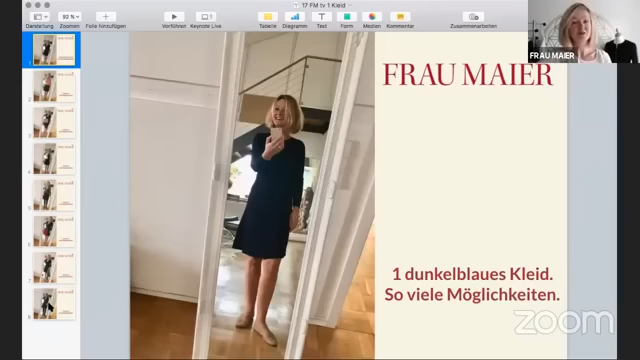 17 FM tv 1 Kleid
92 %
Darstellung
Zoomen
Folie hinzufügen
Vorführen
Keynote Live
Tabelle
Diagramm
Text
Form
Medien
Kommentar
Zusammenarbeiten
FRAU MAIER
FRAU MAIER
1 dunkelblaues Kleid.
So viele Möglichkeiten.
zoom